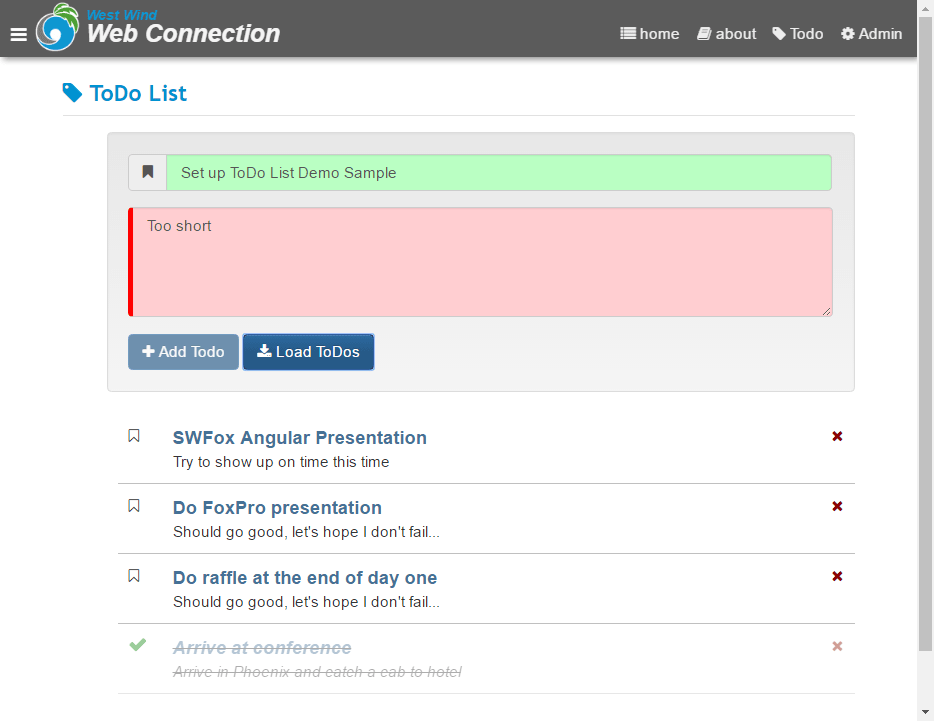 West Wind
Web Connection
home about Todo Admin
ToDo List
Set up ToDo List Demo Sample
Too short
Add Todo Load ToDos
SWFox Angular Presentation
Try to show up on time this time
Do FoxPro presentation
Should go good, let's hope I don't fail...
Do raffle at the end of day one
Should go good, let's hope I don't fail...
Arrive at conference
Arrive in Phoenix and catch a cab to hotel